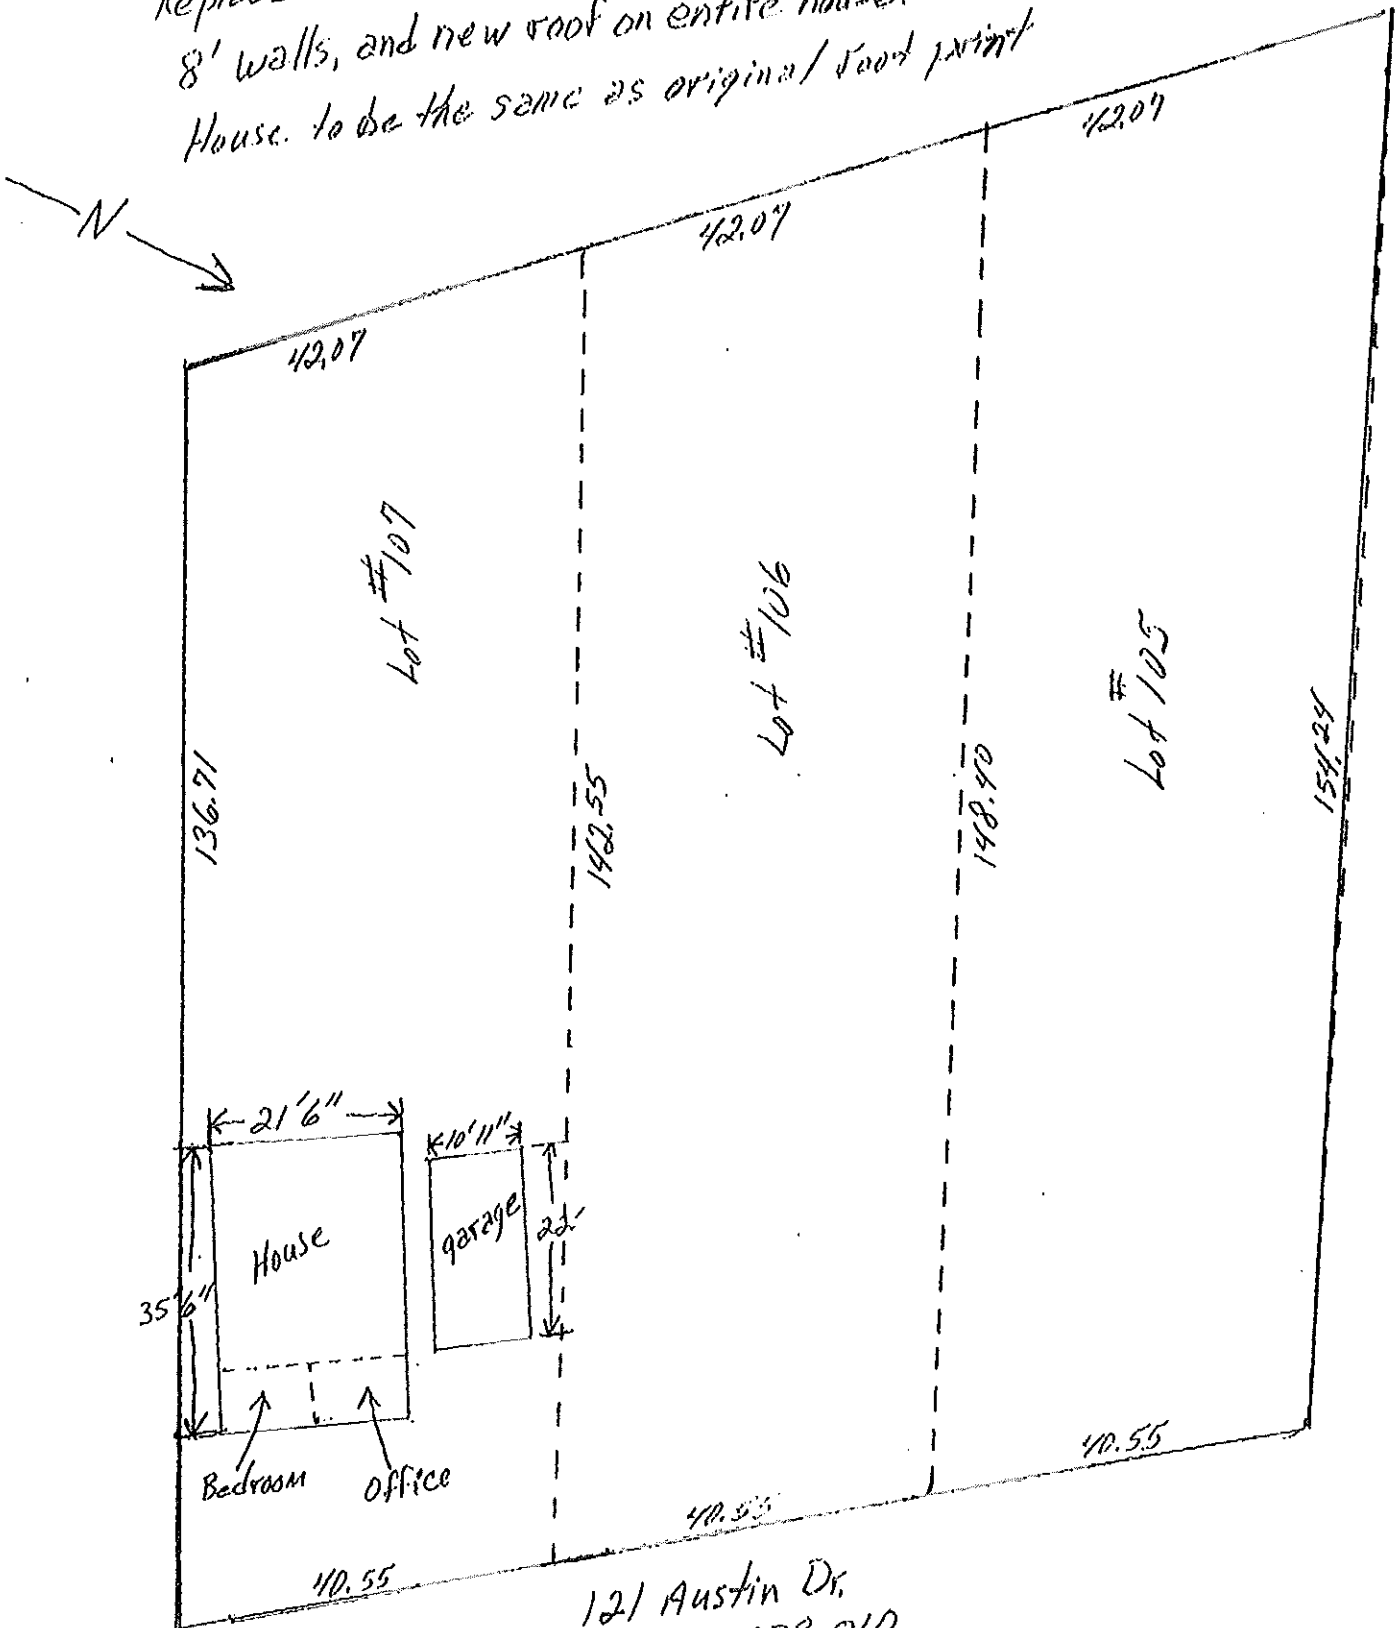 8' walls, and new roof on entire house.
House. to be the same as original foot print
N
42.07
42.07
42.07
Lot #107
Lot #106
Lot # 105
136.71
142.55
148.40
154.24
21'6"
10'11"
House
garage
22'
35'6"
Bedroom
Office
40.55
40.55
40.55
121 Austin Dr.